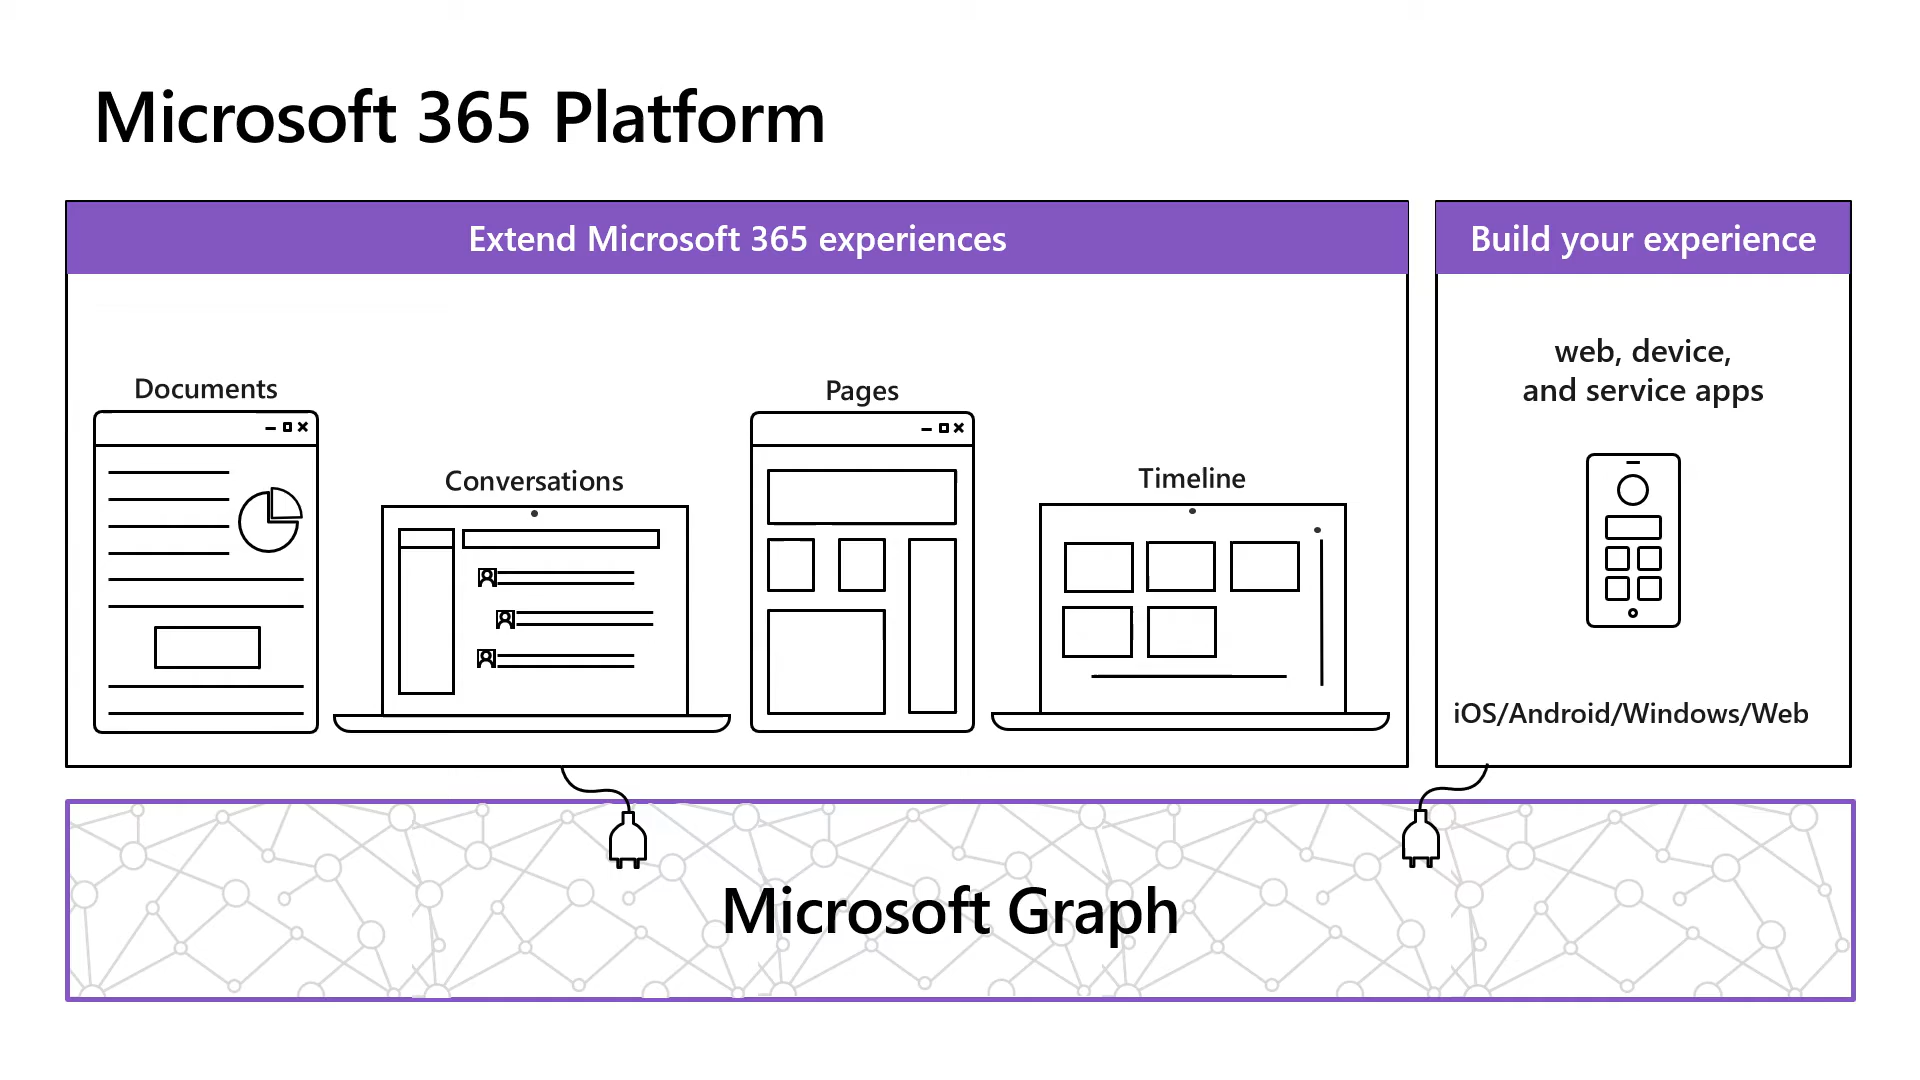 Microsoft 365 Platform
Extend Microsoft 365 experiences
Documents
Conversations
Pages
Timeline
Build your experience
web, device,
and service apps
iOS/Android/Windows/Web
Microsoft Graph